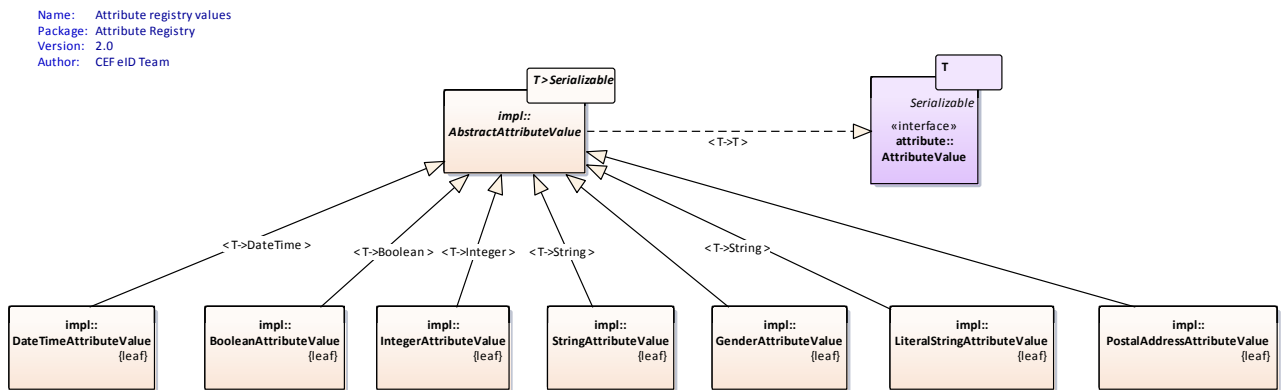 Name: Attribute registry values
Package: Attribute Registry
Version: 2.0
Author: CEF eID Team
T > Serializable
impl::
AbstractAttributeValue
T
Serializable
«interface»
attribute::
AttributeValue
< T->T >
< T->DateTime >
< T->Boolean >
< T->Integer >
< T->String >
< T->String >
impl::
DateTimeAttributeValue
{leaf}
impl::
BooleanAttributeValue
{leaf}
impl::
IntegerAttributeValue
{leaf}
impl::
StringAttributeValue
{leaf}
impl::
GenderAttributeValue
{leaf}
impl::
LiteralStringAttributeValue
{leaf}
impl::
PostalAddressAttributeValue
{leaf}